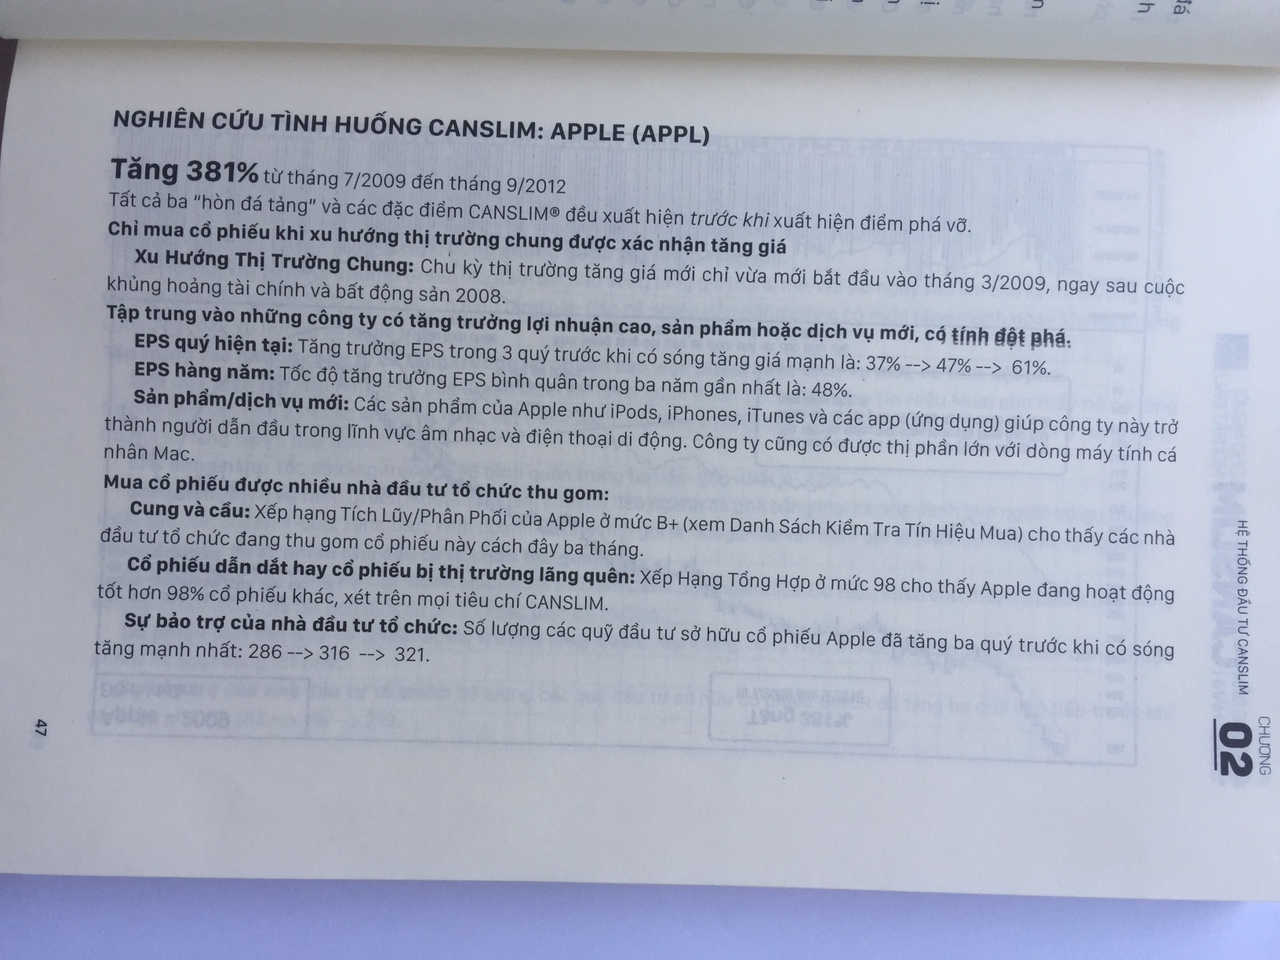 NGHIÊN CỨU TÌNH HUỐNG CANSLIM: APPLE (APPL)
Tăng 381% từ tháng 7/2009 đến tháng 9/2012
Tất cả ba "hòn đá tảng" và các đặc điểm CANSLIM® đều xuất hiện trước khi xuất hiện điểm phá vỡ.
Chỉ mua cổ phiếu khi xu hướng thị trường chung được xác nhận tăng giá
Xu Hướng Thị Trường Chung: Chu kỳ thị trường tăng giá mới chỉ vừa mới bắt đầu vào tháng 3/2009, ngay sau cuộc
khủng hoảng tài chính và bất động sản 2008.
Tập trung vào những công ty có tăng trưởng lợi nhuận cao, sản phẩm hoặc dịch vụ mới, có tính đột phá.
EPS quý hiện tại: Tăng trưởng EPS trong 3 quý trước khi có sóng tăng giá mạnh là: 37% --> 47% --> 61%.
EPS hàng năm: Tốc độ tăng trưởng EPS bình quân trong ba năm gần nhất là: 48%.
Sản phẩm/dịch vụ mới: Các sản phẩm của Apple như iPods, iPhones, iTunes và các app (ứng dụng) giúp công ty này trở
thành người dẫn đầu trong lĩnh vực âm nhạc và điện thoại di động. Công ty cũng có được thị phần lớn với dòng máy tính cá
nhân Mac.
Mua cổ phiếu được nhiều nhà đầu tư tổ chức thu gom:
Cung và cầu: Xếp hạng Tích Lũy/Phân Phối của Apple ở mức B+ (xem Danh Sách Kiểm Tra Tín Hiệu Mua) cho thấy các nhà
đầu tư tổ chức đang thu gom cổ phiếu này cách đây ba tháng.
Cổ phiếu dẫn dắt hay cổ phiếu bị thị trường lãng quên: Xếp Hạng Tổng Hợp ở mức 98 cho thấy Apple đang hoạt động
tốt hơn 98% cổ phiếu khác, xét trên mọi tiêu chí CANSLIM.
Sự bảo trợ của nhà đầu tư tổ chức: Số lượng các quỹ đầu tư sở hữu cổ phiếu Apple đã tăng ba quý trước khi có sóng
tăng mạnh nhất: 286 --> 316 --> 321.
47
HỆ THỐNG ĐẦU TƯ CANSLIM
CHƯƠNG
02